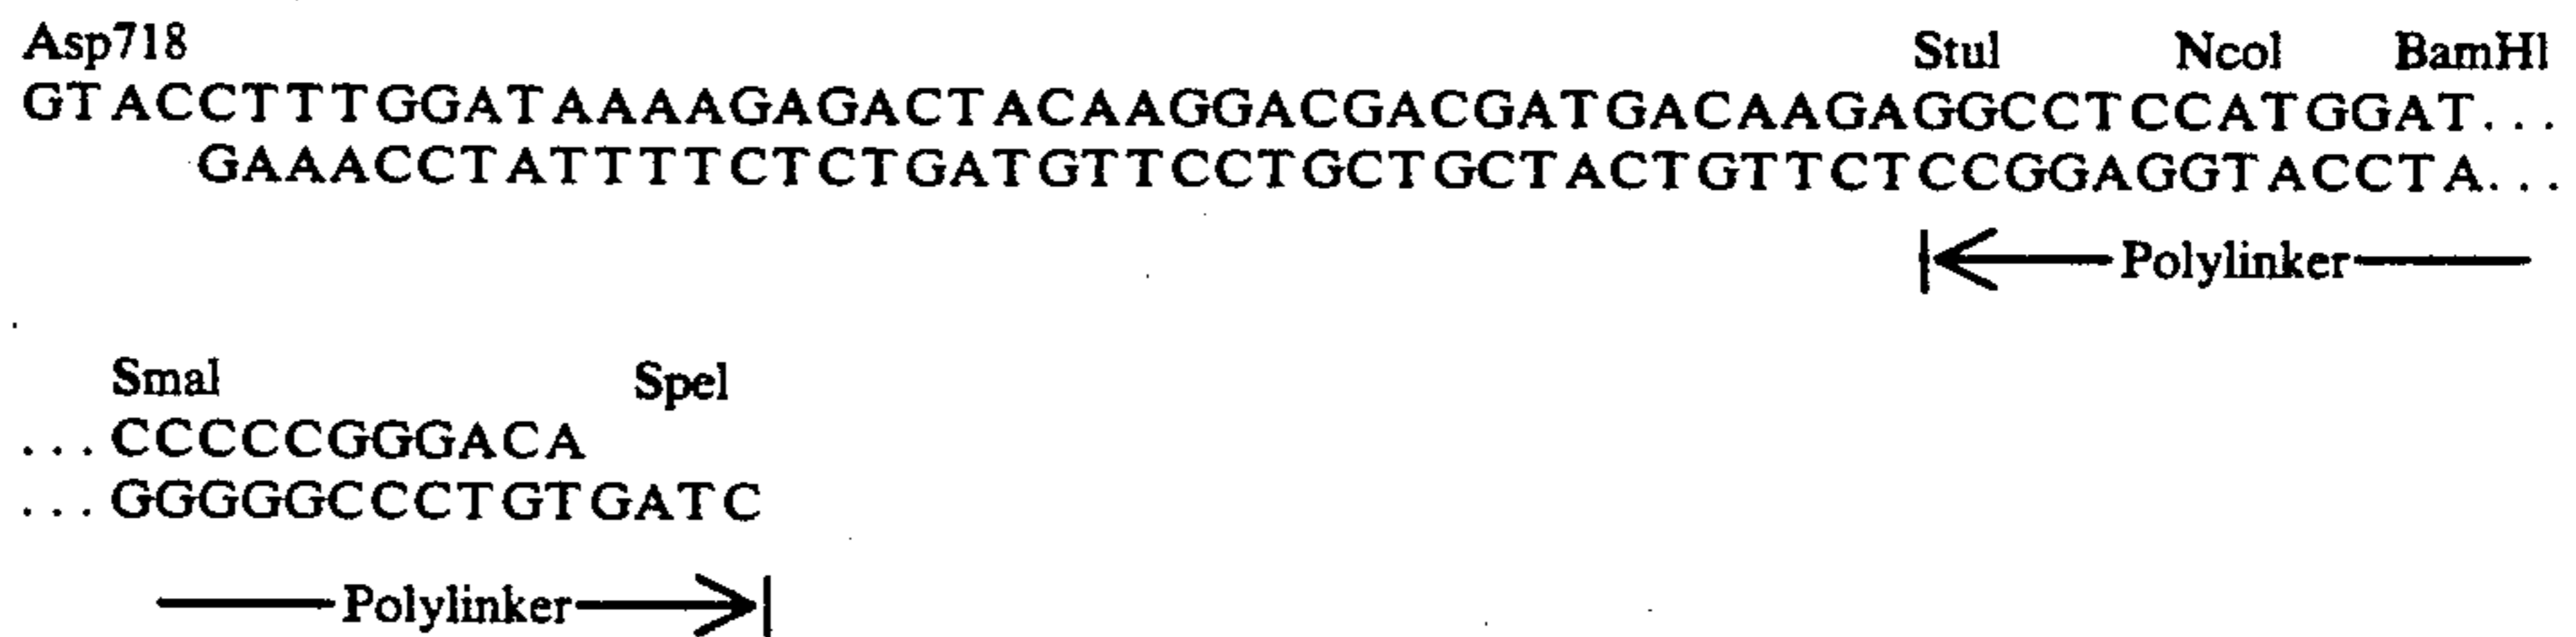 Asp718 StuI NcoI BamHI
GTACCTTTGGATAAAAGAGACTACAAGGACGACGATGACAAGAGGCCTCCATGGAT...
GAAACCTATTTTCTCTGATGTTCCTGCTGCTACTGTTCTCCGGAGGTACCTA...
Polylinker
SmaI SpeI
...CCCCCGGGACA
...GGGGGCCCTGTGATC
Polylinker